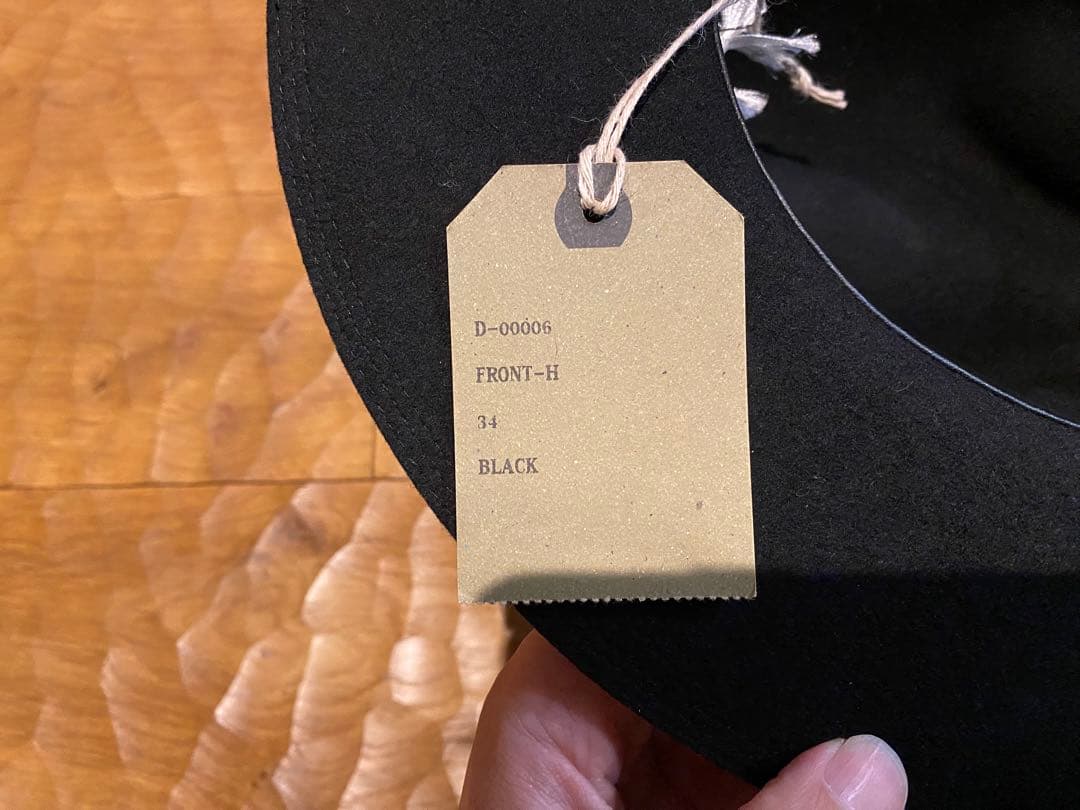 D-00006
FRONT-H
34
BLACK